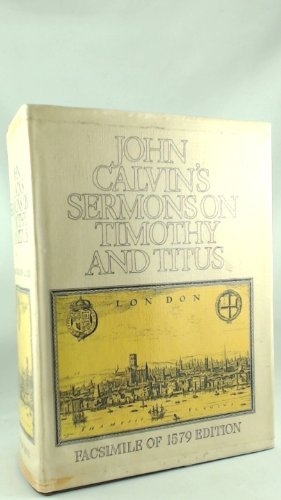 JOHN
CALVIN'S
SERMONS ON
TIMOTHY
AND TITUS
LONDON
FACSIMILE OF 1579 EDITION